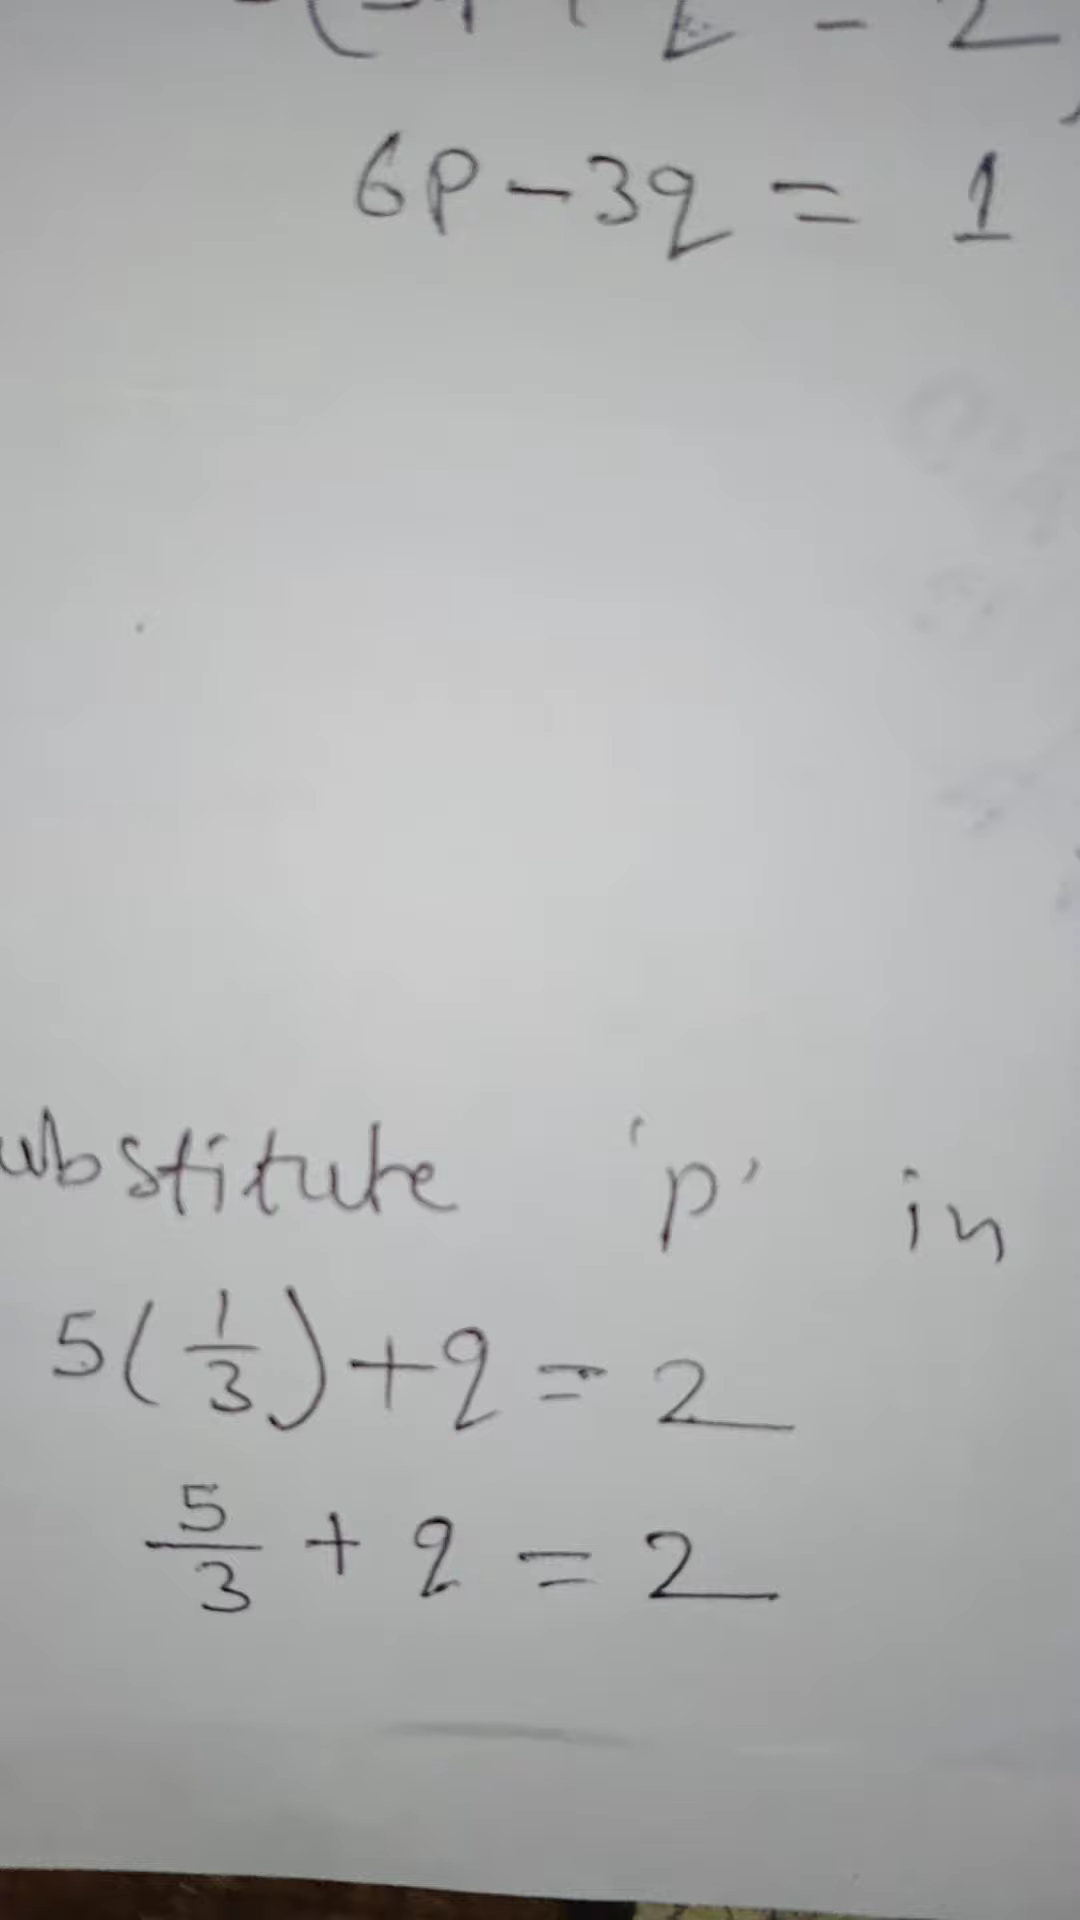 6p - 3q = 1
ubstitute 'p' in
5(1/3) + q = 2
5/3 + q = 2